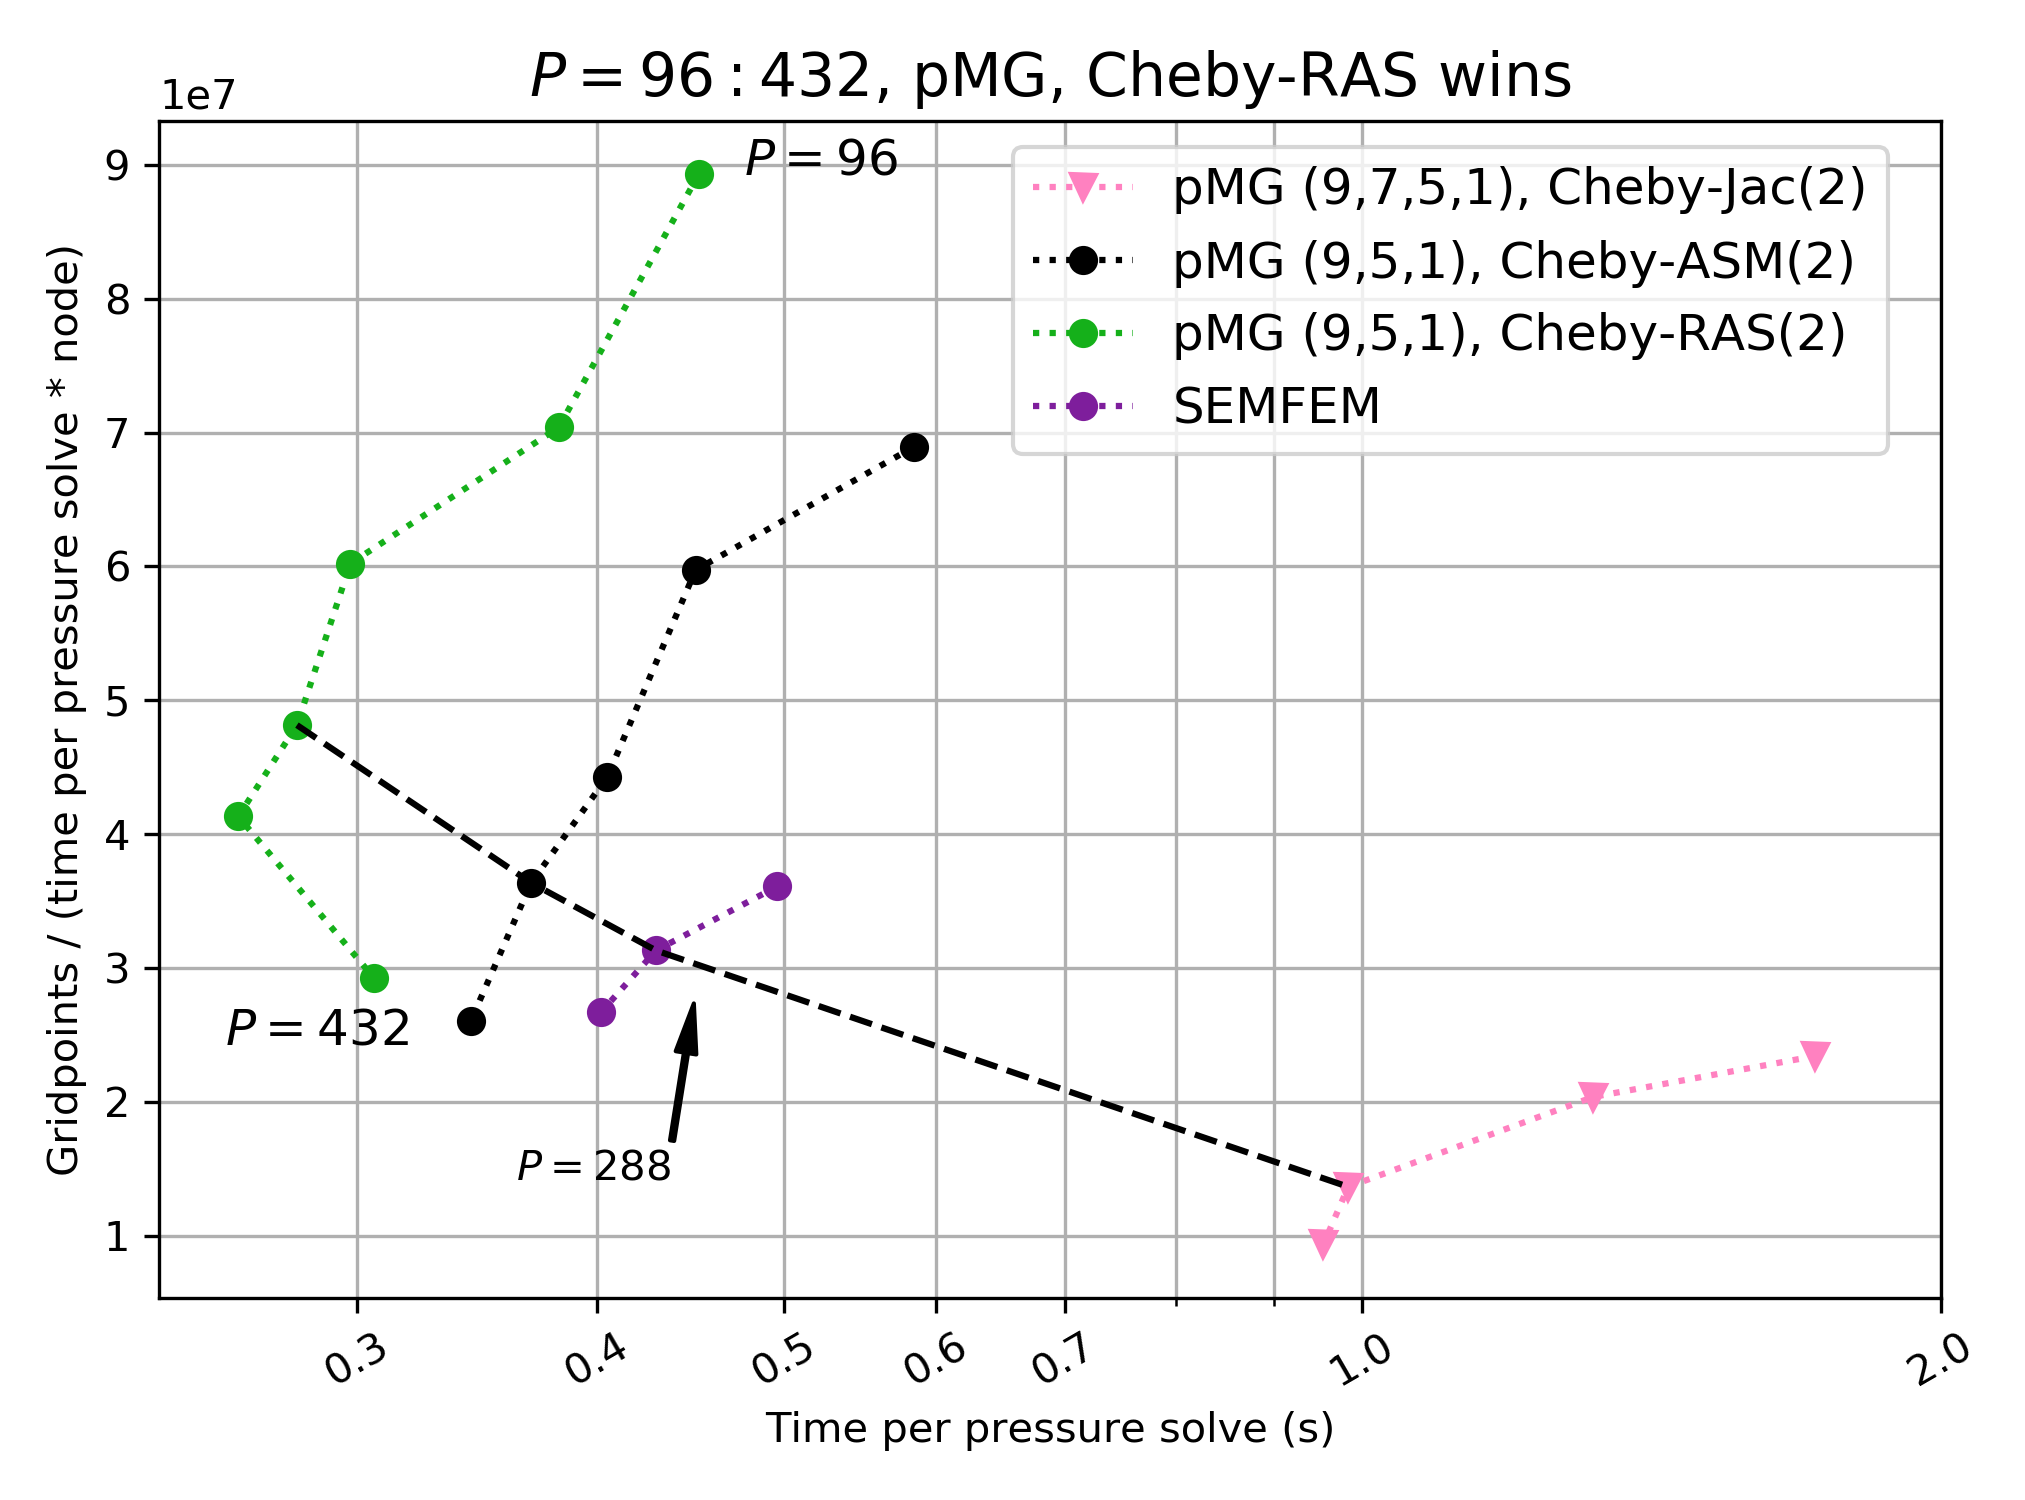 P = 96 : 432, pMG, Cheby-RAS wins
1e7
9
8
7
6
5
4
3
2
1
Gridpoints / (time per pressure solve * node)
P = 96
pMG (9,7,5,1), Cheby-Jac(2)
pMG (9,5,1), Cheby-ASM(2)
pMG (9,5,1), Cheby-RAS(2)
SEMFEM
P = 432
P = 288
0.3
0.4
0.5
0.6
0.7
1.0
2.0
Time per pressure solve (s)